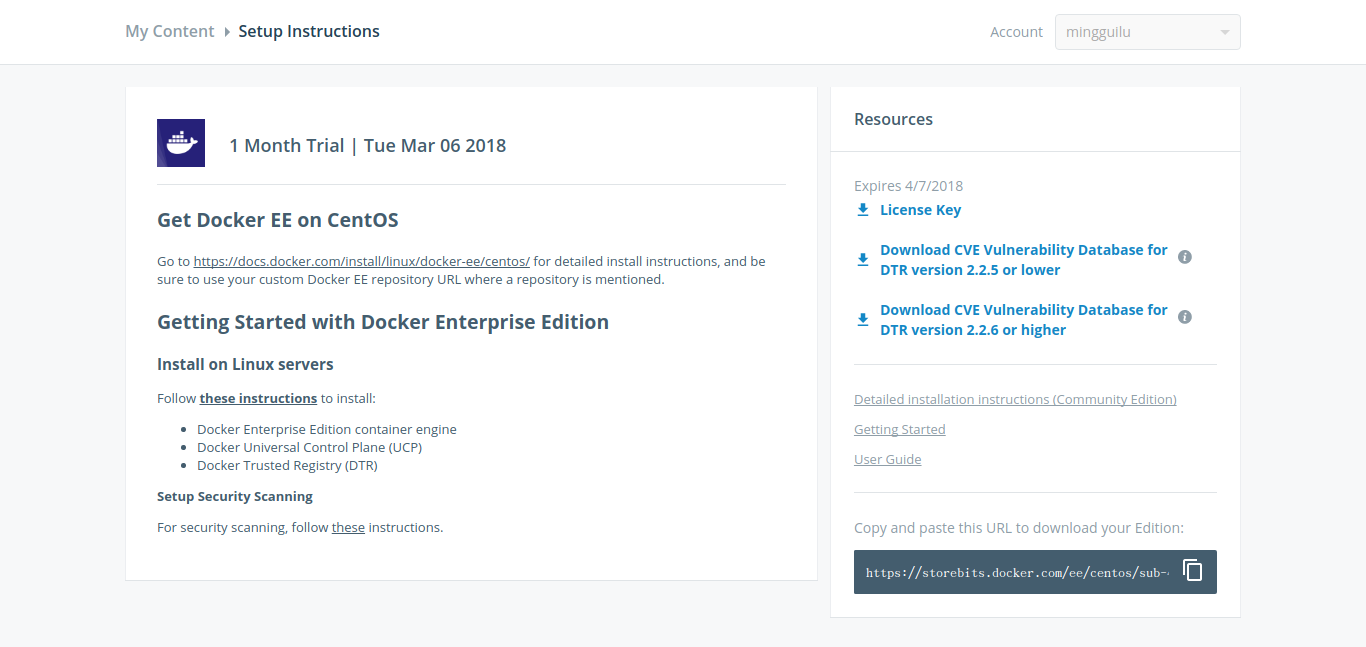 My Content Setup Instructions
Account mingguilu
1 Month Trial | Tue Mar 06 2018
Get Docker EE on CentOS
Go to https://docs.docker.com/install/linux/docker-ee/centos/ for detailed install instructions, and be
sure to use your custom Docker EE repository URL where a repository is mentioned.
Getting Started with Docker Enterprise Edition
Install on Linux servers
Follow these instructions to install:
Docker Enterprise Edition container engine
Docker Universal Control Plane (UCP)
Docker Trusted Registry (DTR)
Setup Security Scanning
For security scanning, follow these instructions.
Resources
Expires 4/7/2018
License Key
Download CVE Vulnerability Database for
DTR version 2.2.5 or lower
Download CVE Vulnerability Database for
DTR version 2.2.6 or higher
Detailed installation instructions (Community Edition)
Getting Started
User Guide
Copy and paste this URL to download your Edition:
https://storebits.docker.com/ee/centos/sub-